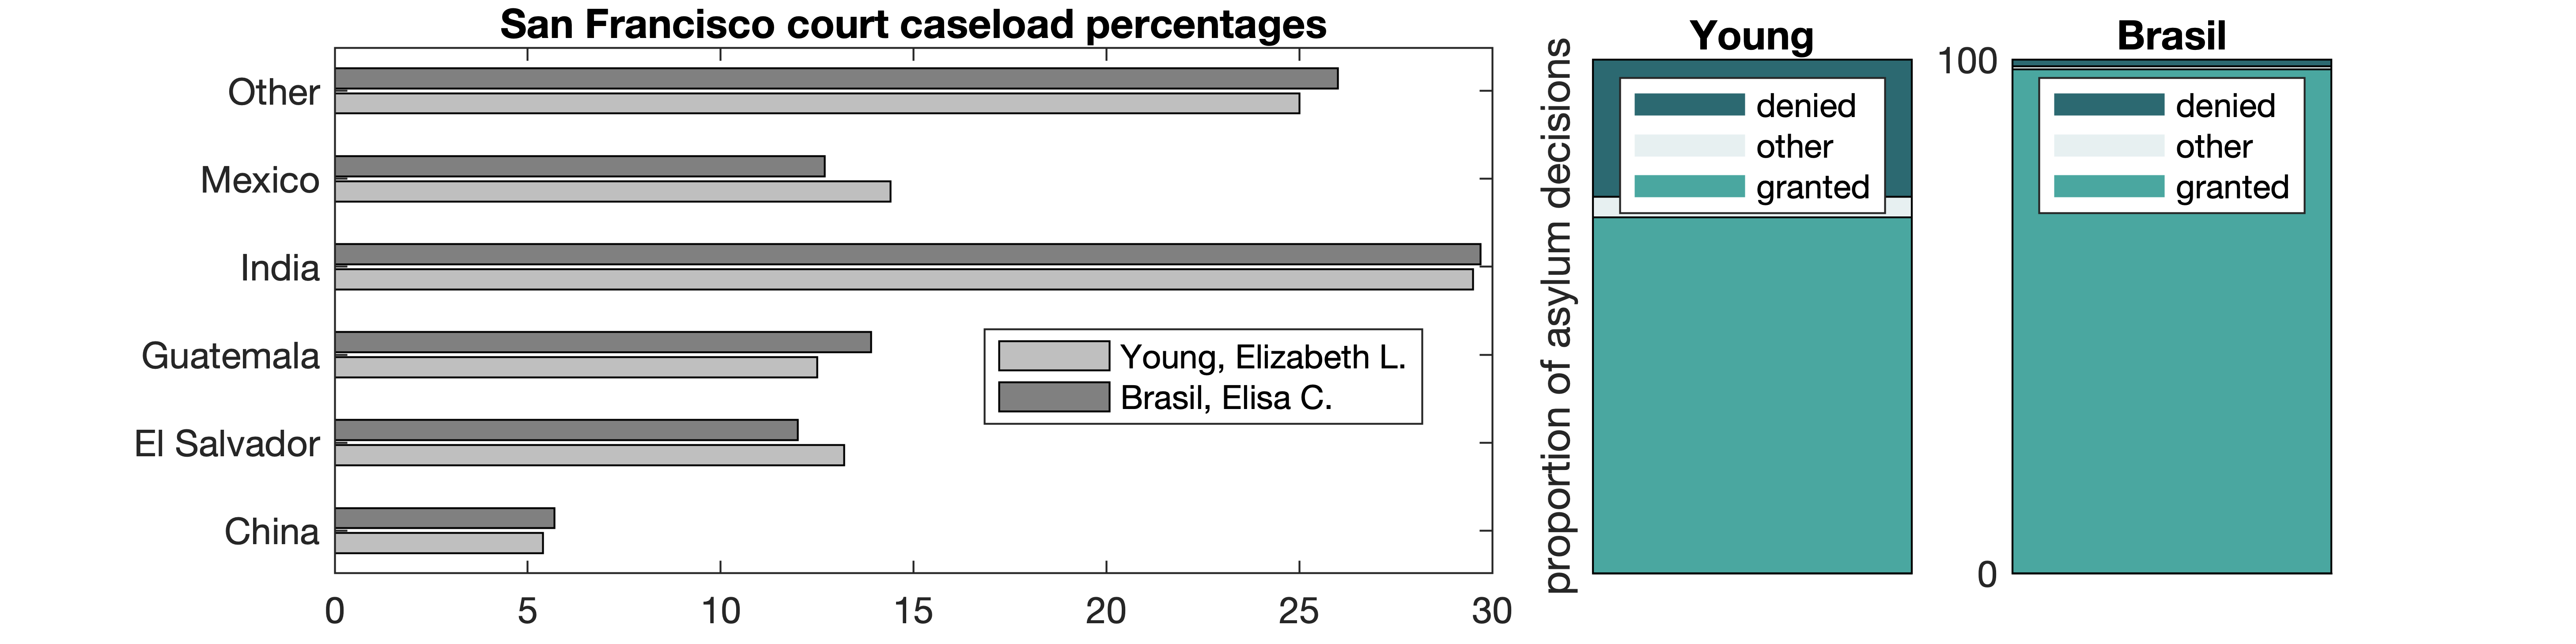 San Francisco court caseload percentages
Other
Mexico
India
Guatemala
El Salvador
China
0 5 10 15 20 25 30
Young, Elizabeth L.
Brasil, Elisa C.
proportion of asylum decisions
Young
denied
other
granted
Brasil
100
0
denied
other
granted